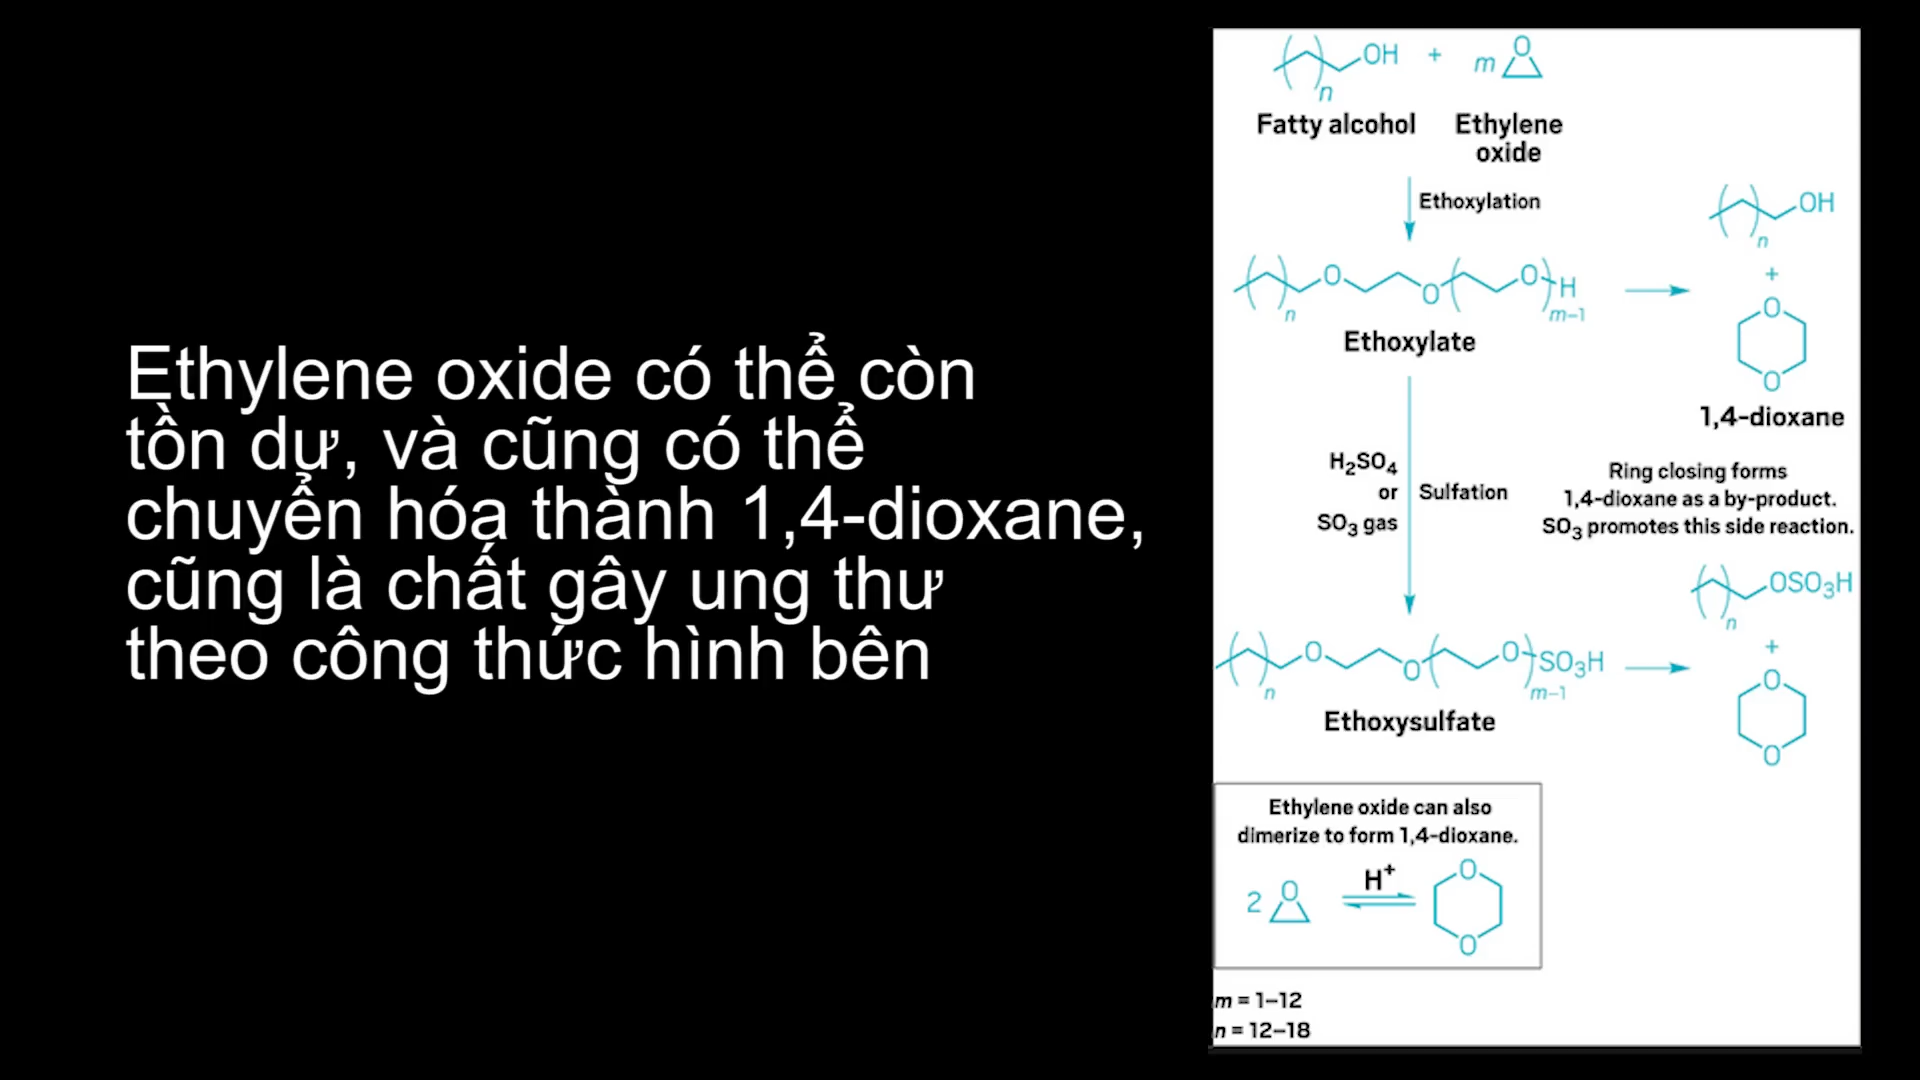 Ethylene oxide có thể còn
tồn dư, và cũng có thể
chuyển hóa thành 1,4-dioxane,
cũng là chất gây ung thư
theo công thức hình bên
OH + m O
n
Fatty alcohol Ethylene
oxide
Ethoxylation
OH
n
+
O
O
1,4-dioxane
O O O H
n m–1
Ethoxylate
H₂SO₄
or
SO₃ gas
Sulfation
Ring closing forms
1,4-dioxane as a by-product.
SO₃ promotes this side reaction.
OSO₃H
n
+
O
O
O O O SO₃H
n m–1
Ethoxysulfate
Ethylene oxide can also
dimerize to form 1,4-dioxane.
2 O H⁺ O
O
m = 1–12
n = 12–18